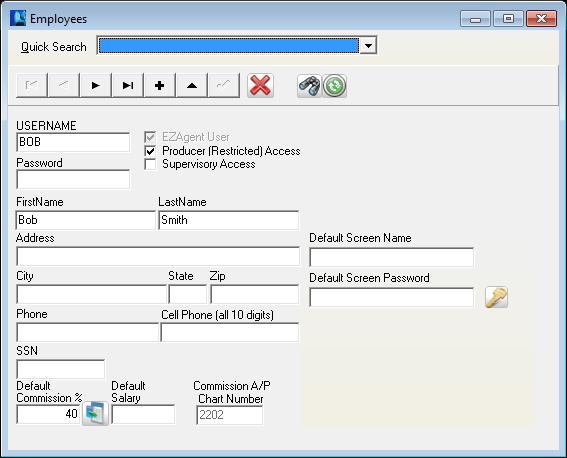 Employees
Quick Search
USERNAME
BOB
EZAgent User
Producer (Restricted) Access
Supervisory Access
Password
FirstName LastName
Bob Smith
Address
Default Screen Name
City State Zip
Default Screen Password
Phone Cell Phone (all 10 digits)
SSN
Default Commission %
40
Default Salary
Commission A/P Chart Number
2202